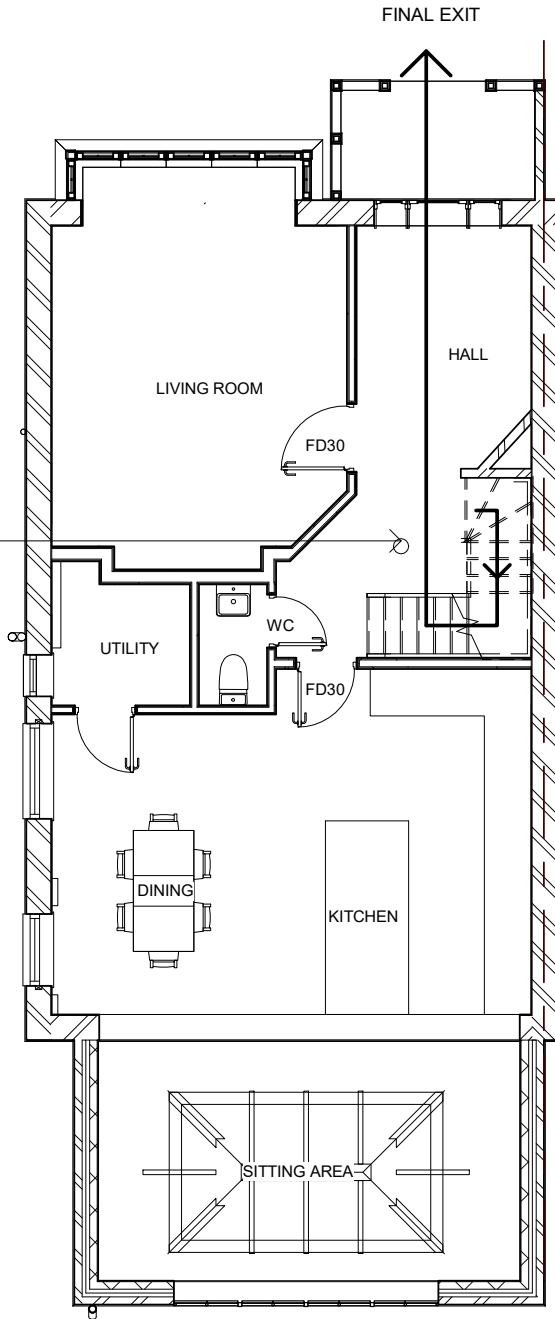 FINAL EXIT
HALL
LIVING ROOM
FD30
WC
UTILITY
FD30
DINING
KITCHEN
SITTING AREA